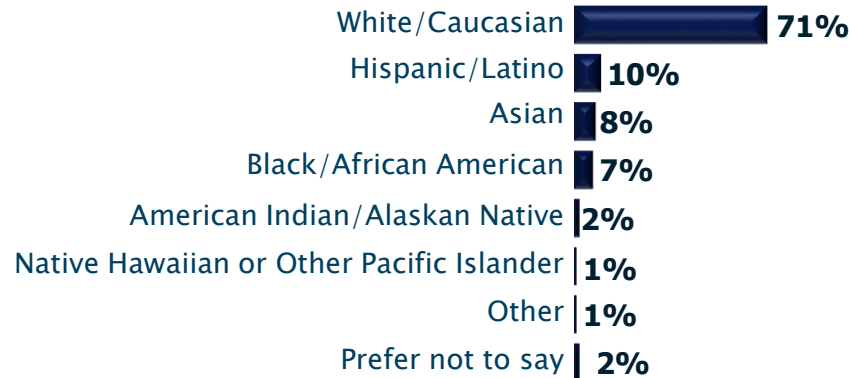 White/Caucasian 71%
Hispanic/Latino 10%
Asian 8%
Black/African American 7%
American Indian/Alaskan Native 2%
Native Hawaiian or Other Pacific Islander 1%
Other 1%
Prefer not to say 2%